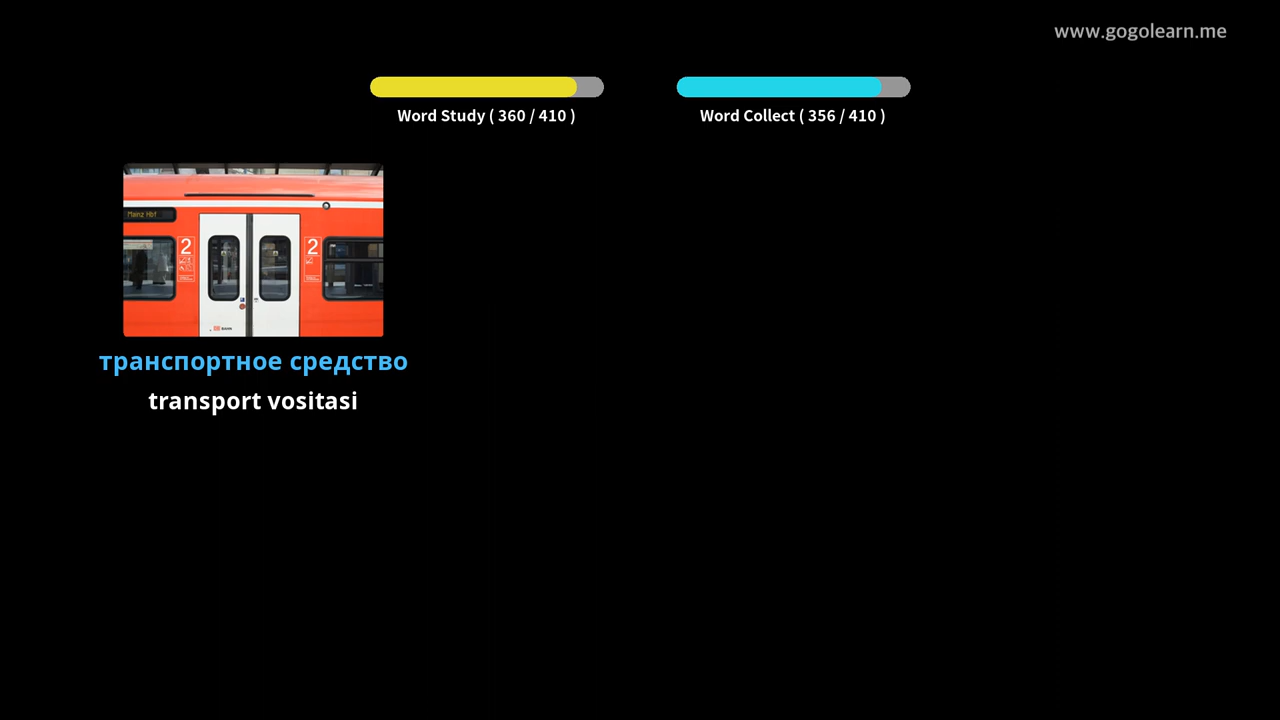 www.gogolearn.me
Word Study ( 360 / 410 )
Word Collect ( 356 / 410 )
Mainz Hbf
2
2
транспортное средство
transport vositasi